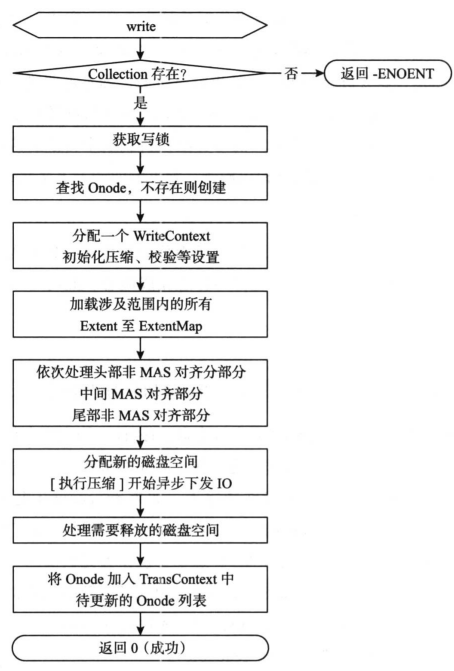 write
Collection 存在?
否
返回 -ENOENT
是
获取写锁
查找 Onode，不存在则创建
分配一个 WriteContext
初始化压缩、校验等设置
加载涉及范围内的所有
Extent 至 ExtentMap
依次处理头部非 MAS 对齐分部分
中间 MAS 对齐部分
尾部非 MAS 对齐部分
分配新的磁盘空间
[ 执行压缩 ] 开始异步下发 IO
处理需要释放的磁盘空间
将 Onode 加入 TransContext 中
待更新的 Onode 列表
返回 0（成功）